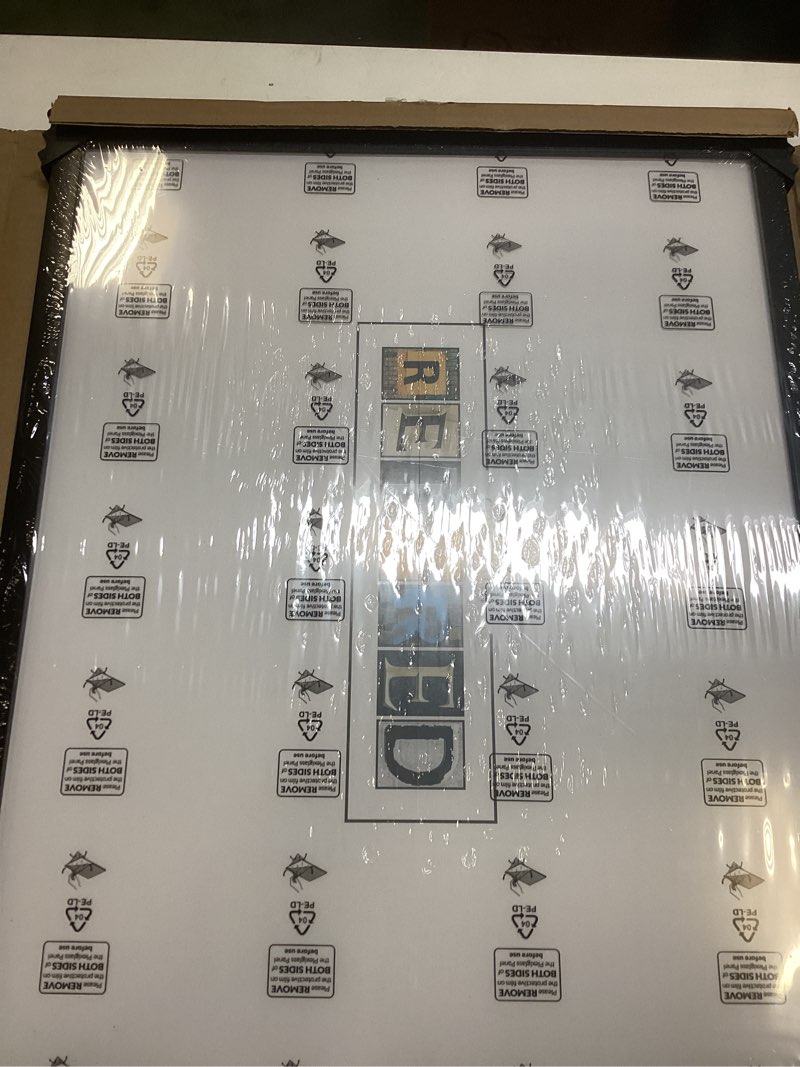 R
E
R
E
D
Please REMOVE
the protective film on
BOTH SIDES of
the Plexiglass Panel
before use
04
PE-LD